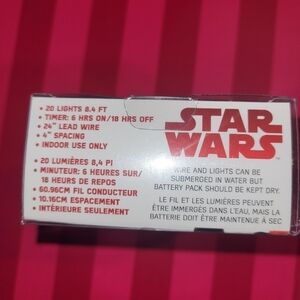 • 20 LIGHTS 8.4 FT
• TIMER: 6 HRS ON/18 HRS OFF
• 24" LEAD WIRE
• 4" SPACING
• INDOOR USE ONLY
• 20 LUMIÈRES 8,4 PI
• MINUTEUR: 6 HEURES SUR/
18 HEURES DE REPOS
• 60.96CM FIL CONDUCTEUR
• 10.16CM ESPACEMENT
• INTÉRIEURE SEULEMENT
STAR
WARS
WIRE AND LIGHTS CAN BE
SUBMERGED IN WATER BUT
BATTERY PACK SHOULD BE KEPT DRY.
LE FIL ET LES LUMIÈRES PEUVENT
ÊTRE IMMERGÉS DANS L'EAU, MAIS LA
BATTERIE DOIT ÊTRE MAINTENUE À SEC